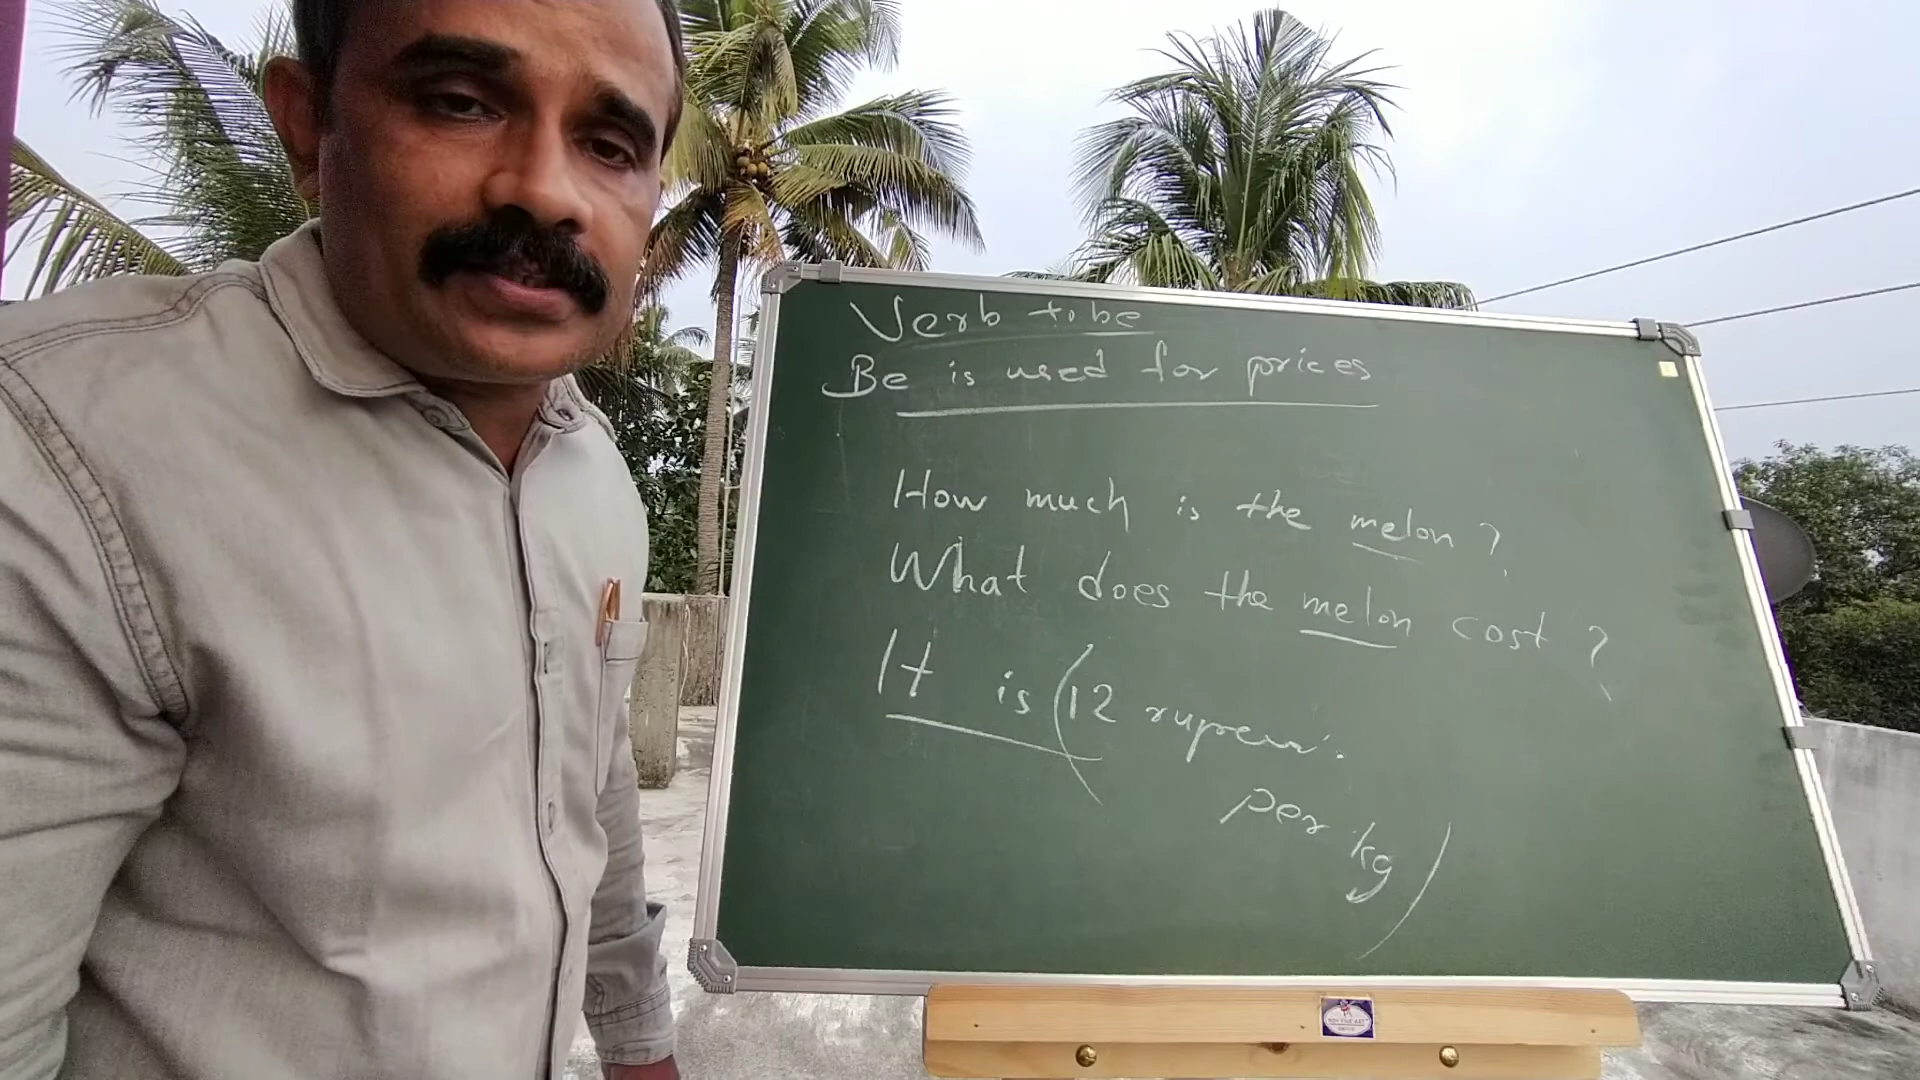 Verb to be
Be is used for prices
How much is the melon ?
What does the melon cost ?
It is (12 rupees.
per kg)